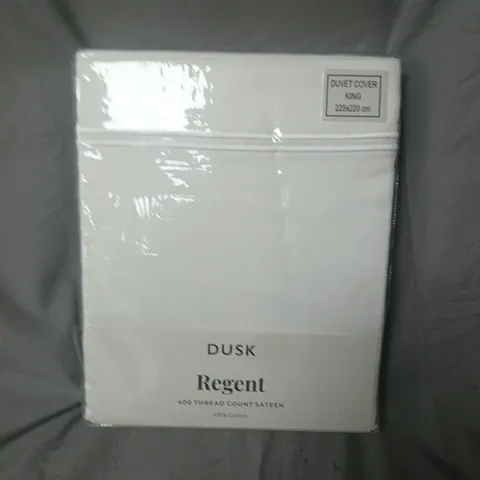 DUVET COVER
KING
225x220 cm
DUSK
Regent
400 THREAD COUNT SATEEN
100% Cotton